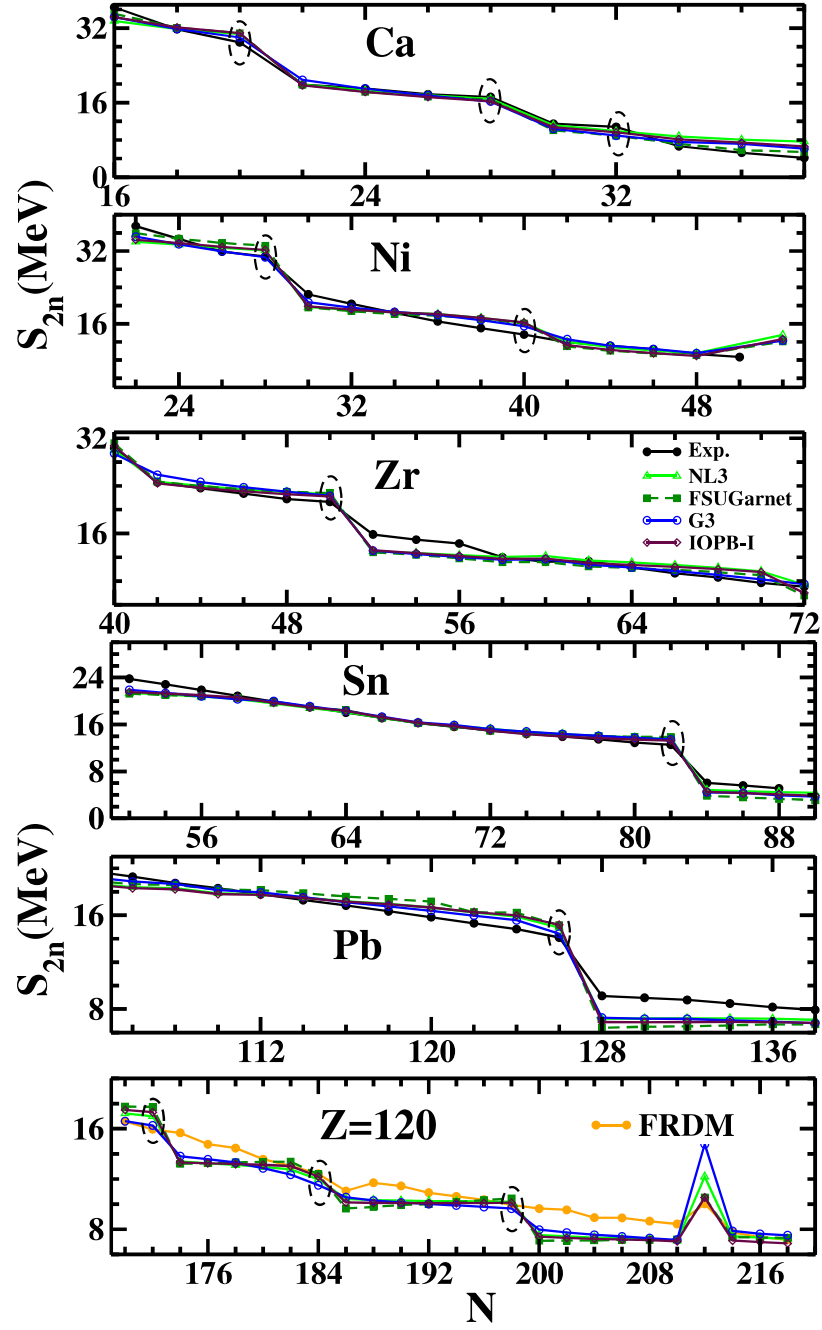 32
Ca
16
0
16 24 32
S2n(MeV)
32
Ni
16
24 32 40 48
32
Zr
Exp.
NL3
FSUGarnet
G3
IOPB-I
16
40 48 56 64 72
24
Sn
16
8
0
56 64 72 80 88
S2n(MeV)
16
Pb
8
112 120 128 136
16
Z=120
FRDM
8
176 184 192 200 208 216
N